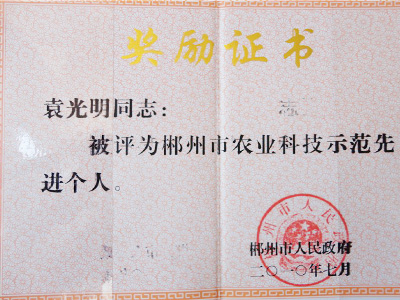 奖励证书
袁光明同志：
被评为郴州市农业科技示范先
进个人。
郴州市人民政府
二〇一〇年七月